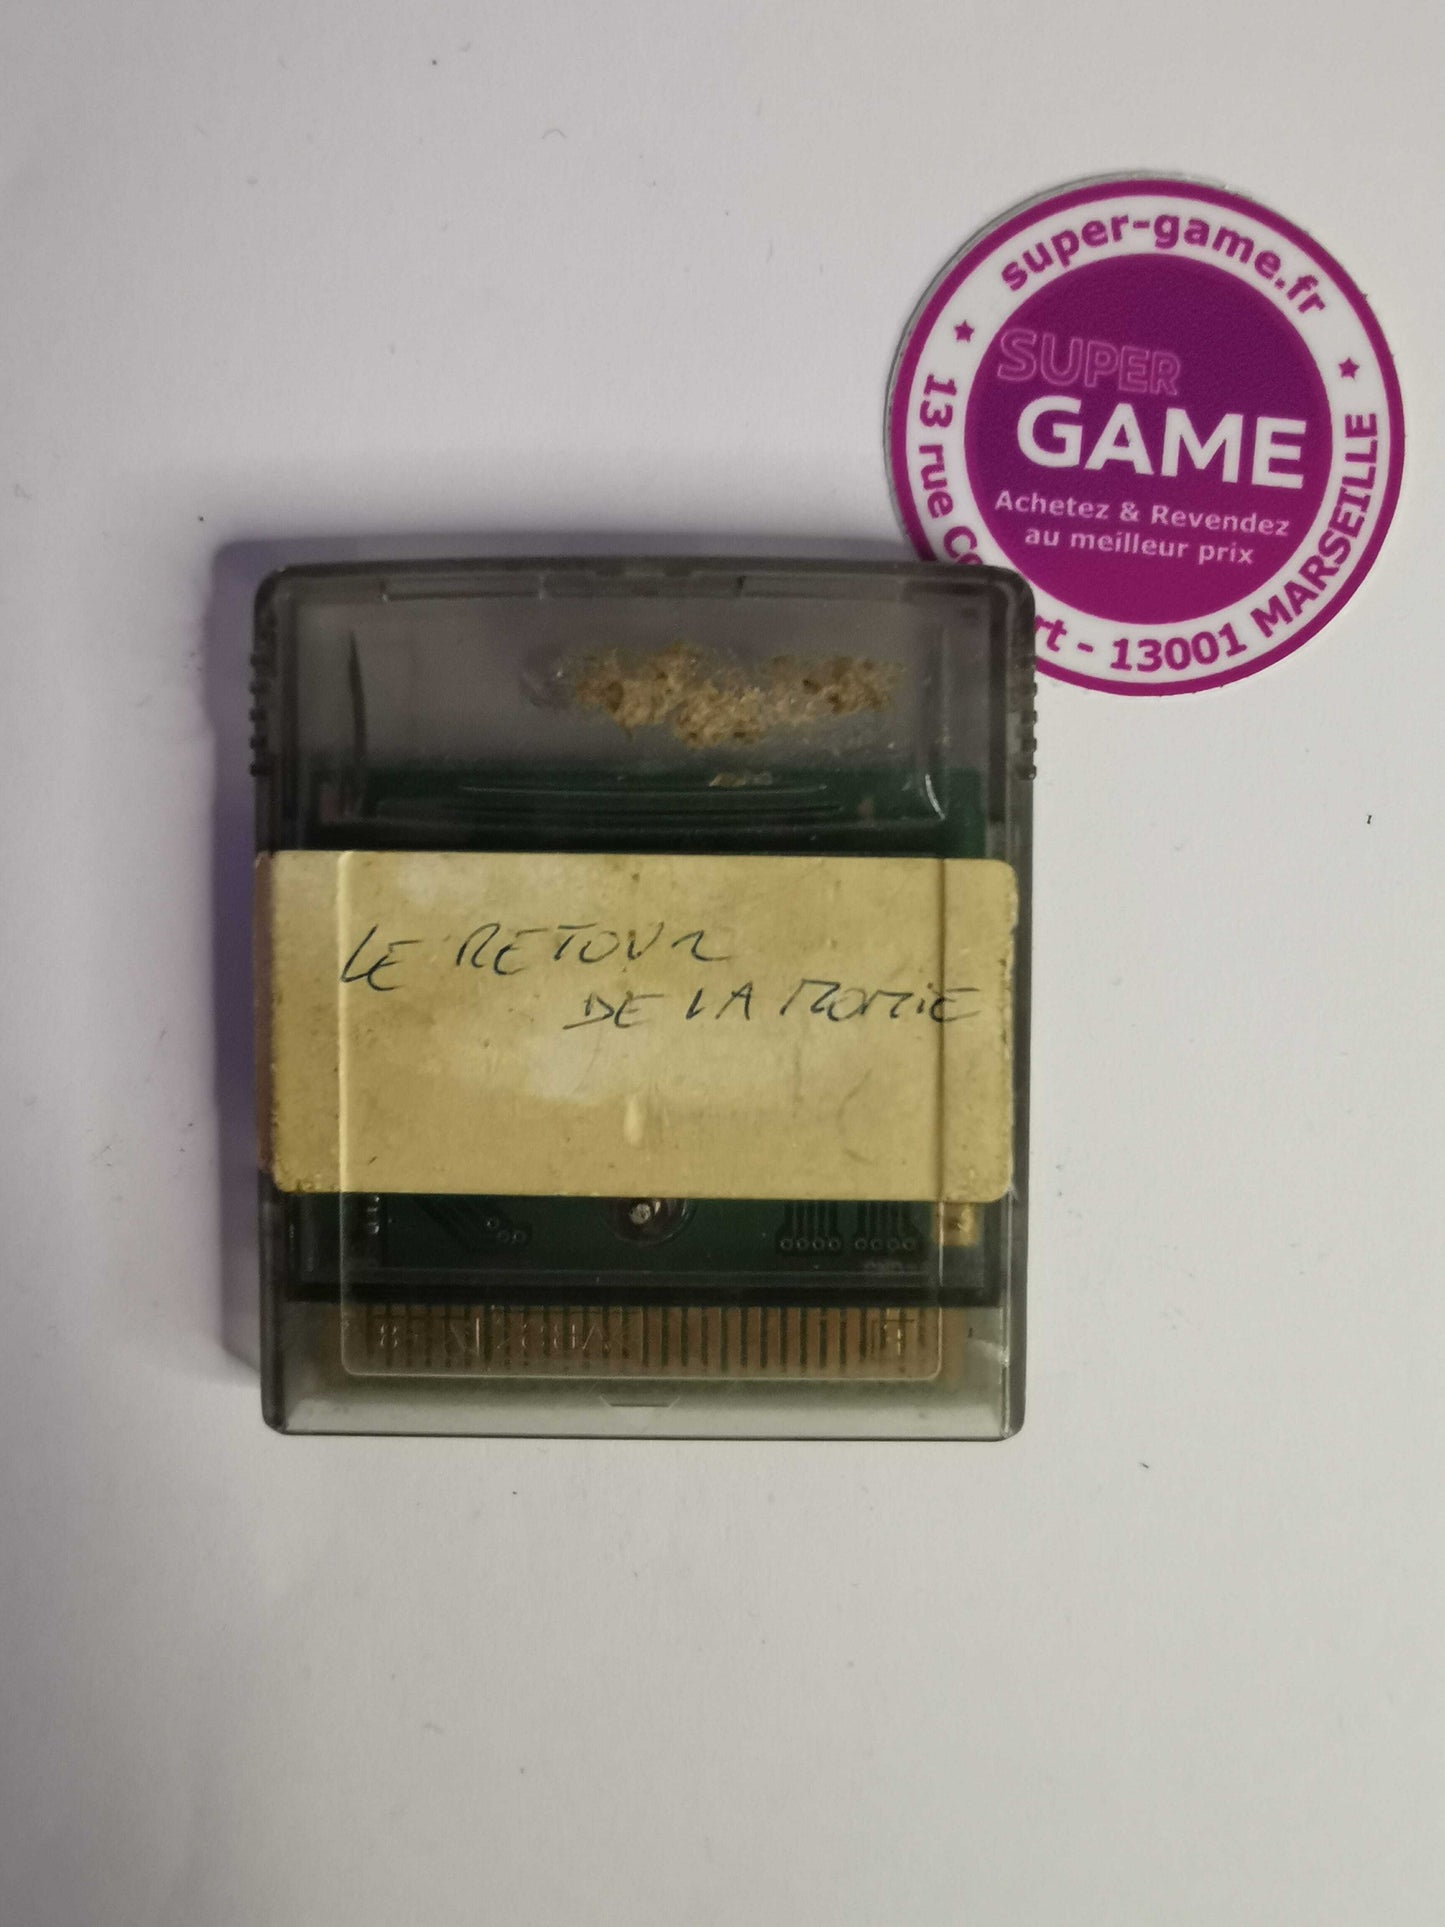 super-game.fr
SUPER
GAME
Achetez & Revendez
au meilleur prix
13 rue
rt - 13001 MARSEILLE
LE RETOUR
DE LA MOMIE